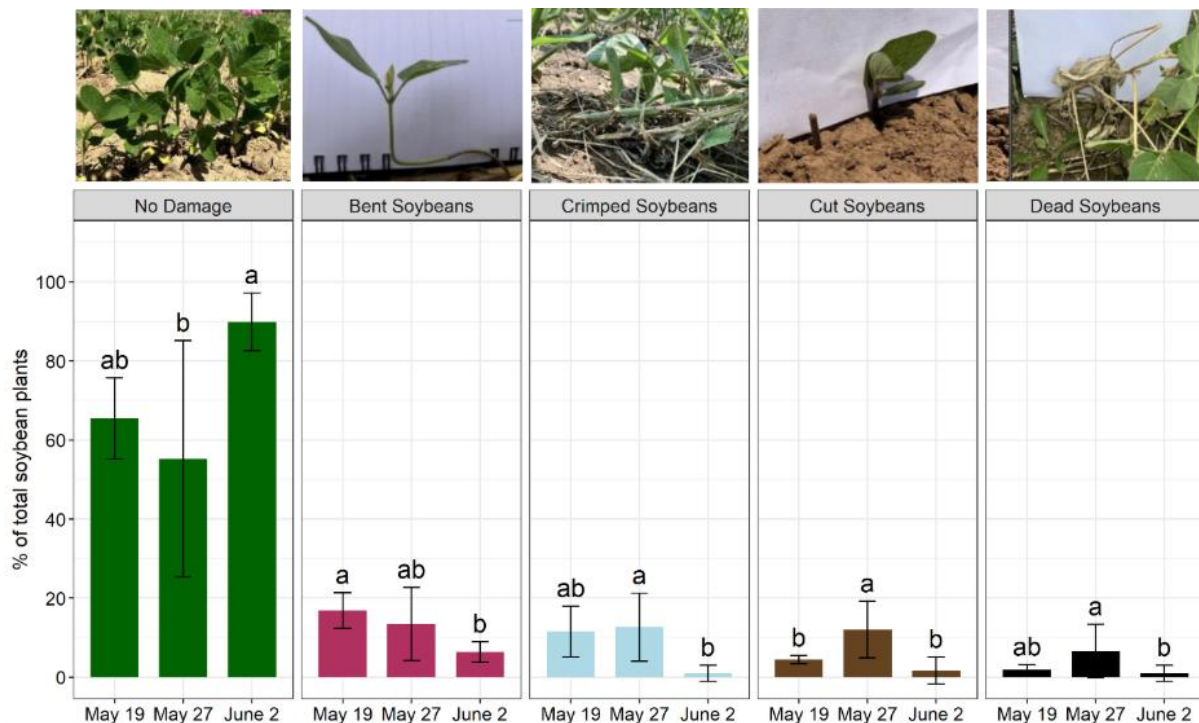 No Damage
Bent Soybeans
Crimped Soybeans
Cut Soybeans
Dead Soybeans
% of total soybean plants
100
80
60
40
20
0
ab
b
a
a
ab
b
ab
a
b
b
a
b
ab
a
b
May 19 May 27 June 2
May 19 May 27 June 2
May 19 May 27 June 2
May 19 May 27 June 2
May 19 May 27 June 2